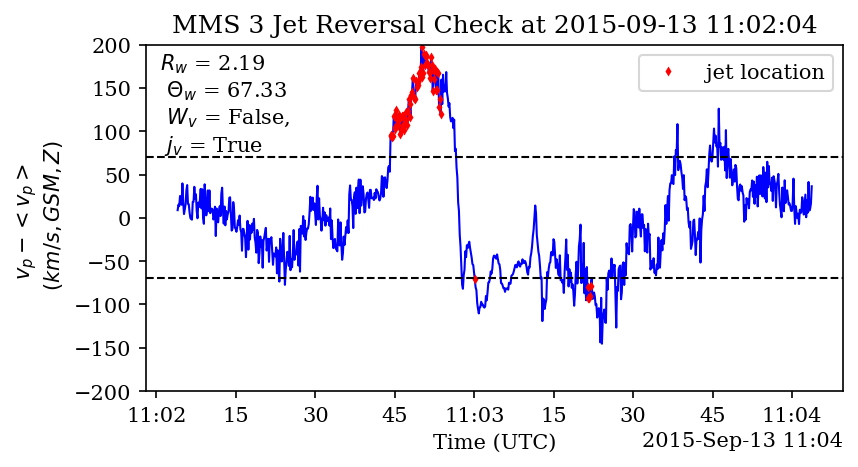 MMS 3 Jet Reversal Check at 2015-09-13 11:02:04
R_w = 2.19
Θ_w = 67.33
W_v = False,
j_v = True
jet location
v_p − < v_p >
(km/s, GSM, Z)
200
150
100
50
0
−50
−100
−150
−200
11:02 15 30 45 11:03 15 30 45 11:04
Time (UTC)
2015-Sep-13 11:04